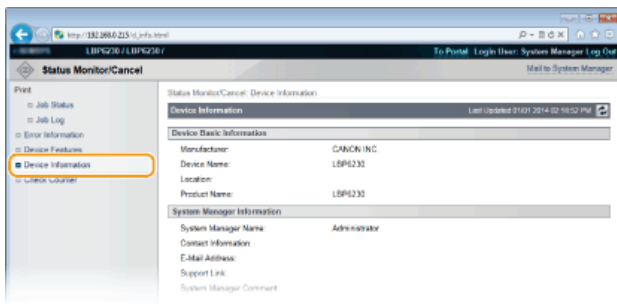 http://192.168.0.215/d_info.html
LBP6230 / LBP6230 /
To Portal Login User: System Manager Log Out
Status Monitor/Cancel
Mail to System Manager
Print
Job Status
Job Log
Error Information
Device Features
Device Information
Check Counter
Status Monitor/Cancel: Device Information
Device Information
Last Updated 01/01 2014 02:18:52 PM
Device Basic Information
Manufacturer: CANON INC.
Device Name: LBP6230
Location:
Product Name: LBP6230
System Manager Information
System Manager Name: Administrator
Contact Information:
E-Mail Address:
Support Link:
System Manager Comment: